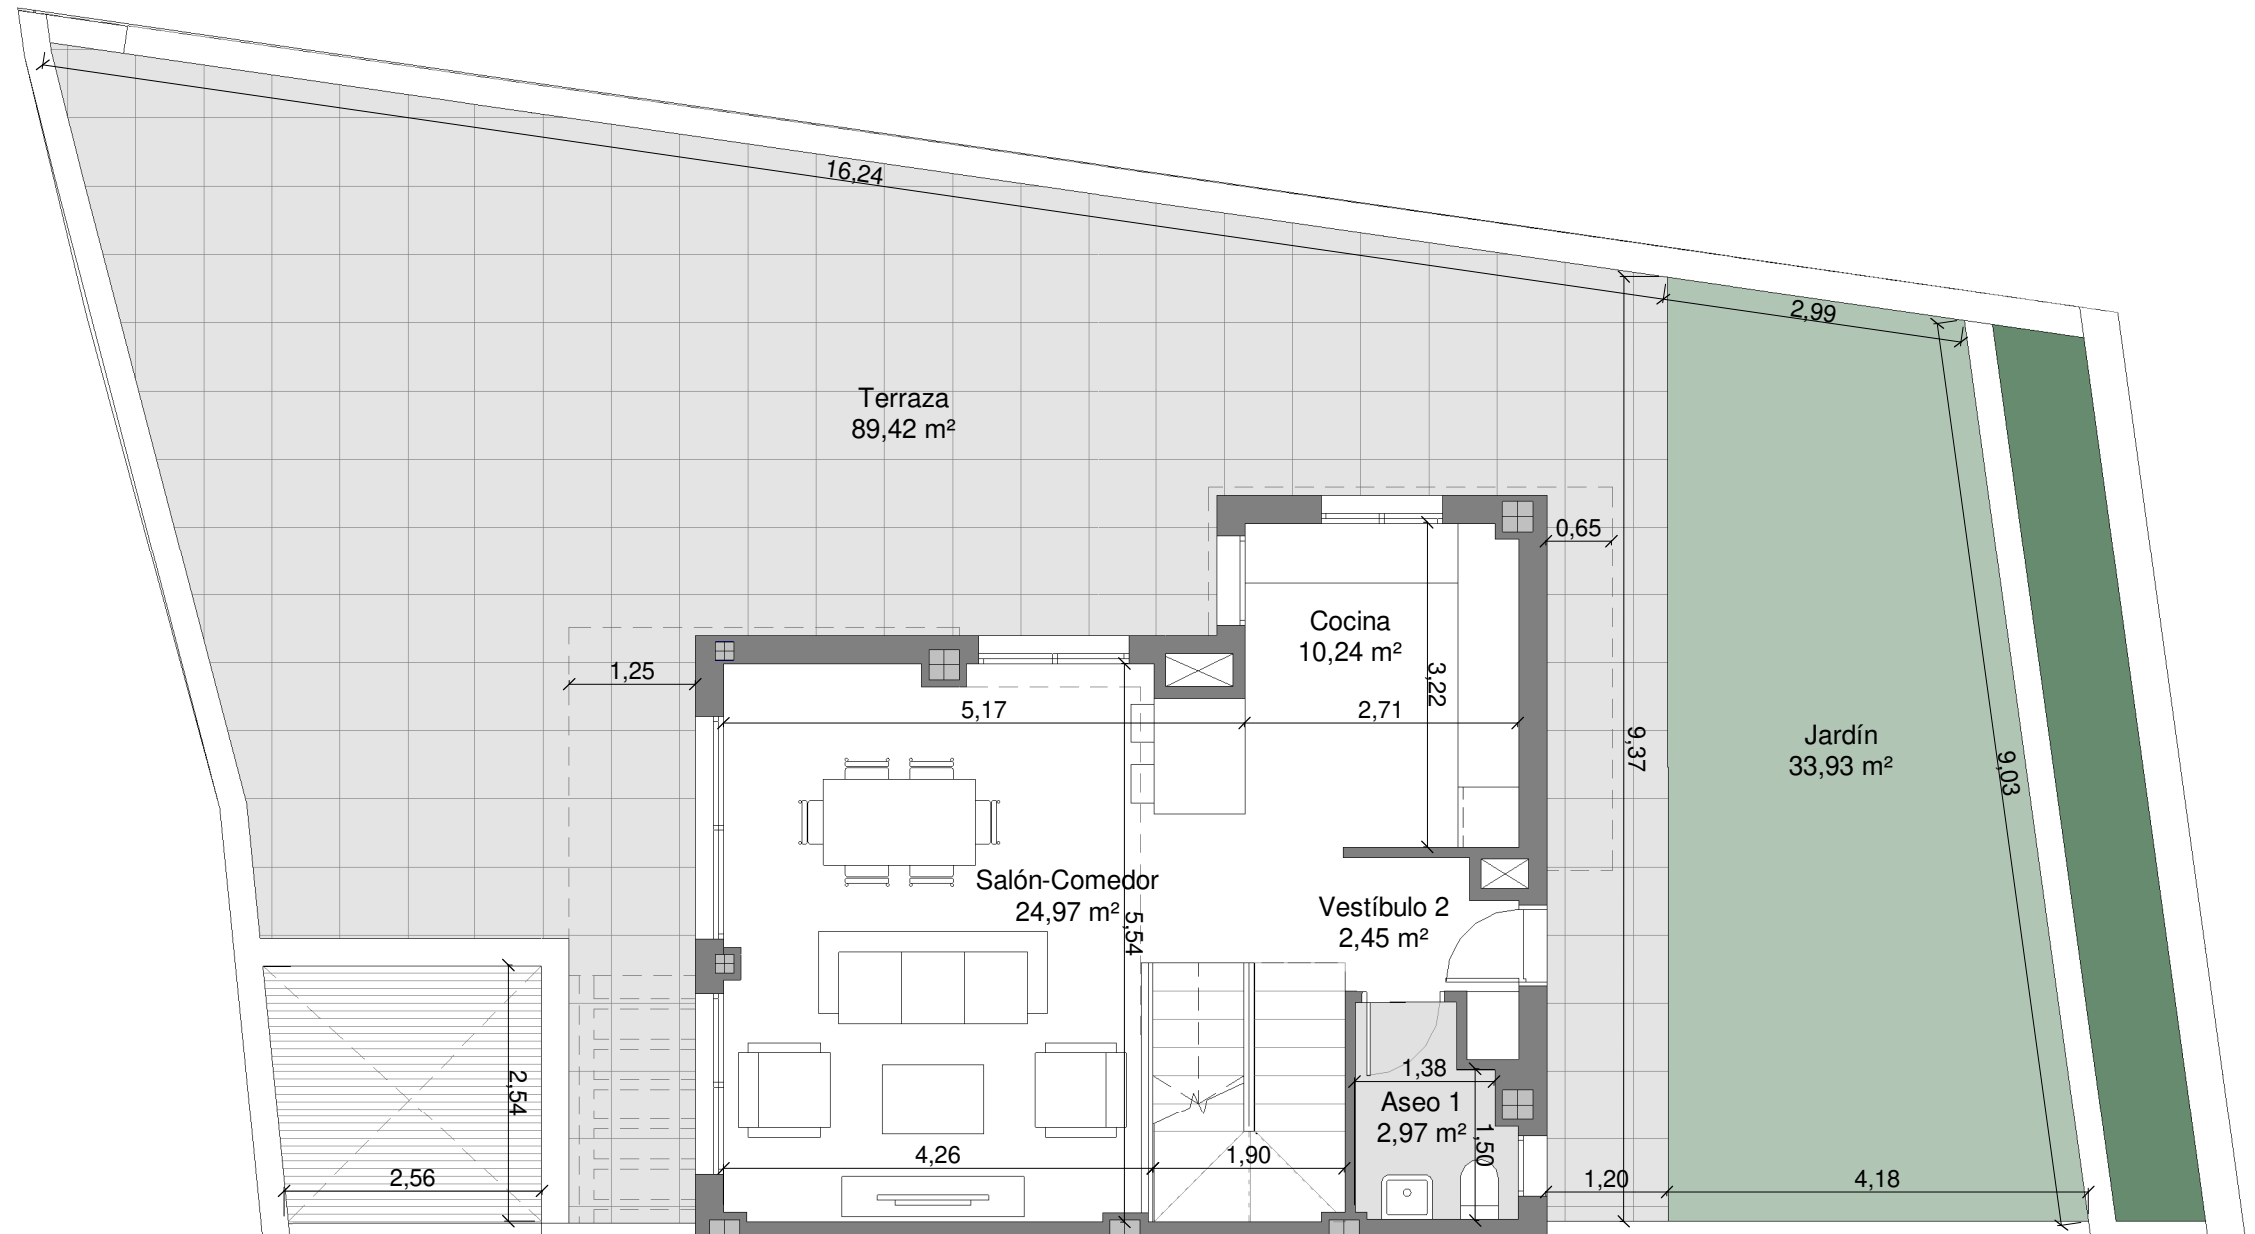 16,24
2,99
Terraza
89,42 m²
0,65
Cocina
10,24 m²
1,25
3,22
5,17
2,71
9,37
Jardín
33,93 m²
9,03
Salón-Comedor
24,97 m²
Vestíbulo 2
2,45 m²
5,54
2,54
1,38
Aseo 1
2,97 m²
1,50
4,26
1,90
2,56
1,20
4,18